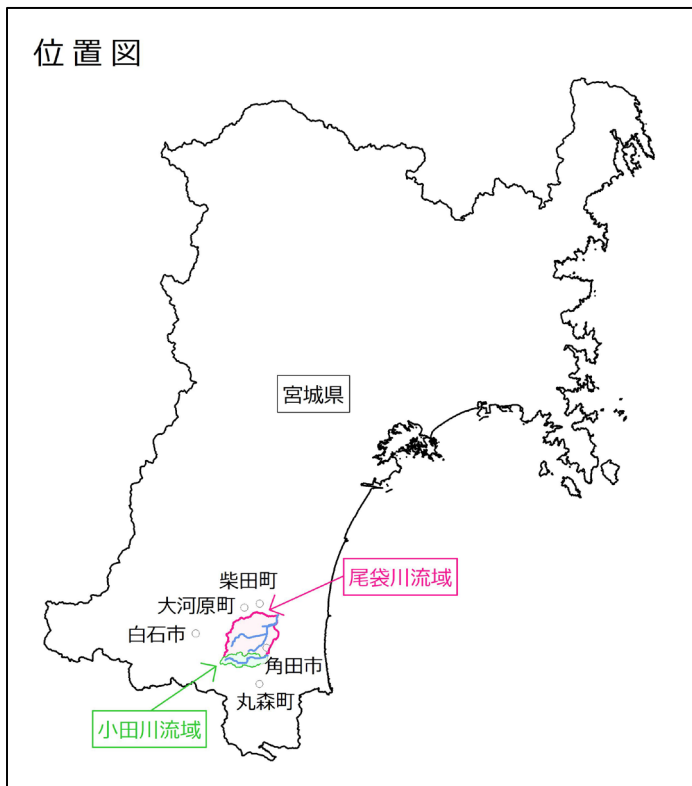 位置図
宮城県
尾袋川流域
柴田町
大河原町
白石市
角田市
丸森町
小田川流域